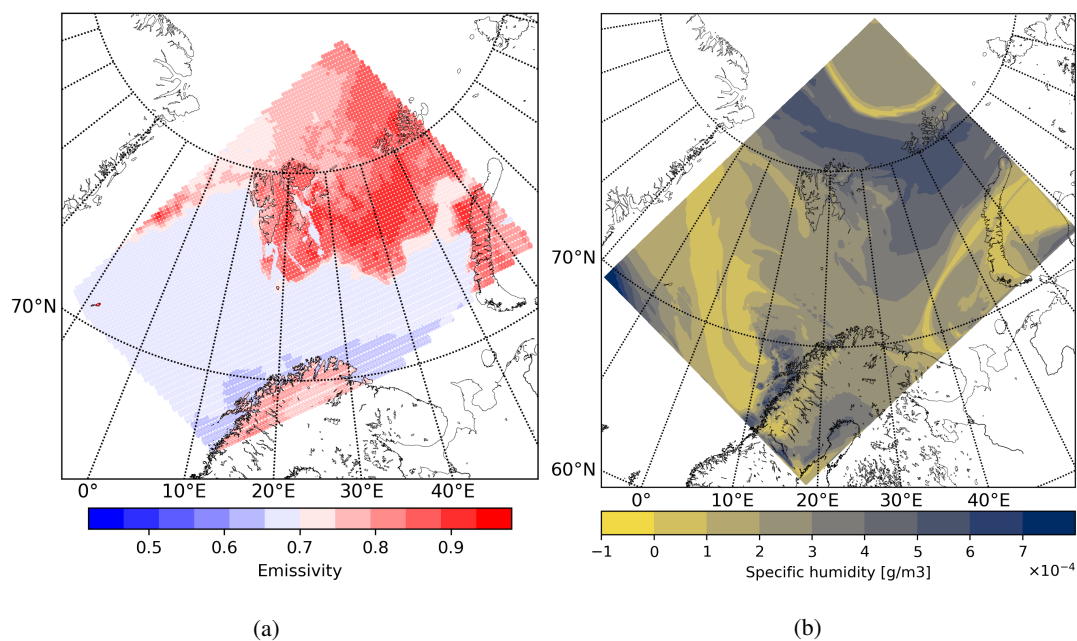 70°N
0°
10°E
20°E
30°E
40°E
0.5
0.6
0.7
0.8
0.9
Emissivity
(a)
70°N
60°N
0°
10°E
20°E
30°E
40°E
−1
0
1
2
3
4
5
6
7
Specific humidity [g/m3]
×10⁻⁴
(b)